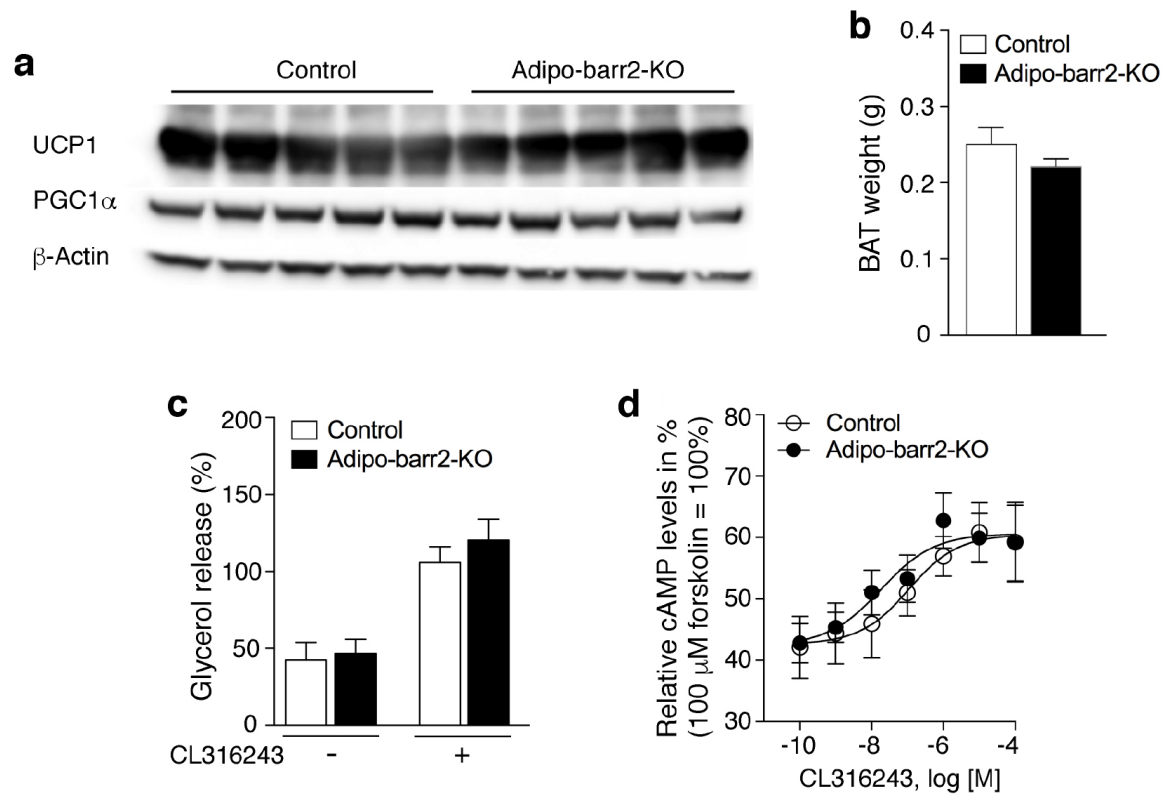 a
Control Adipo-barr2-KO
UCP1
PGC1α
β-Actin
b
BAT weight (g)
0.4
0.3
0.2
0.1
0
Control
Adipo-barr2-KO
c
Glycerol release (%)
200
150
100
50
0
Control
Adipo-barr2-KO
CL316243 - +
d
Relative cAMP levels in %
(100 μM forskolin = 100%)
80
70
60
50
40
30
Control
Adipo-barr2-KO
-10 -8 -6 -4
CL316243, log [M]